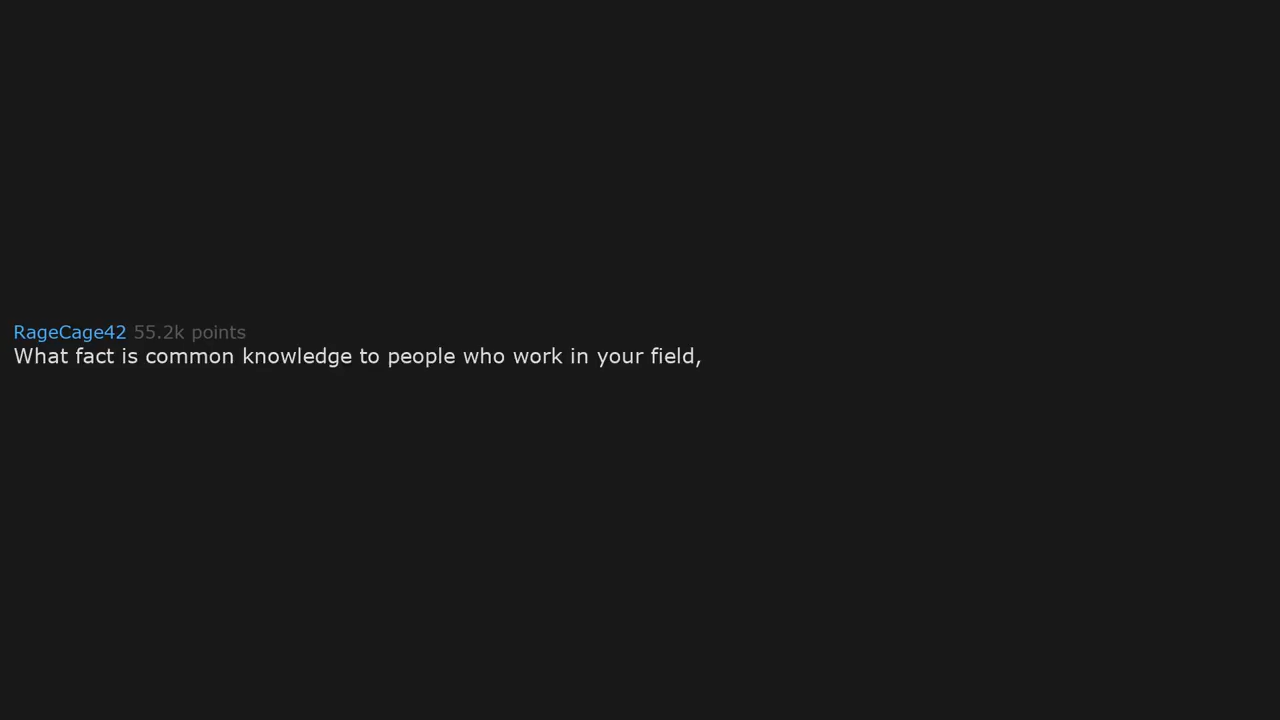 RageCage42 55.2k points
What fact is common knowledge to people who work in your field,